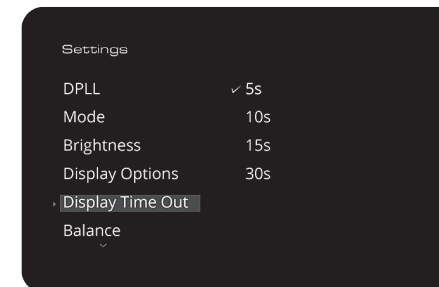 Settings
DPLL
Mode
Brightness
Display Options
Display Time Out
Balance
✓ 5s
10s
15s
30s